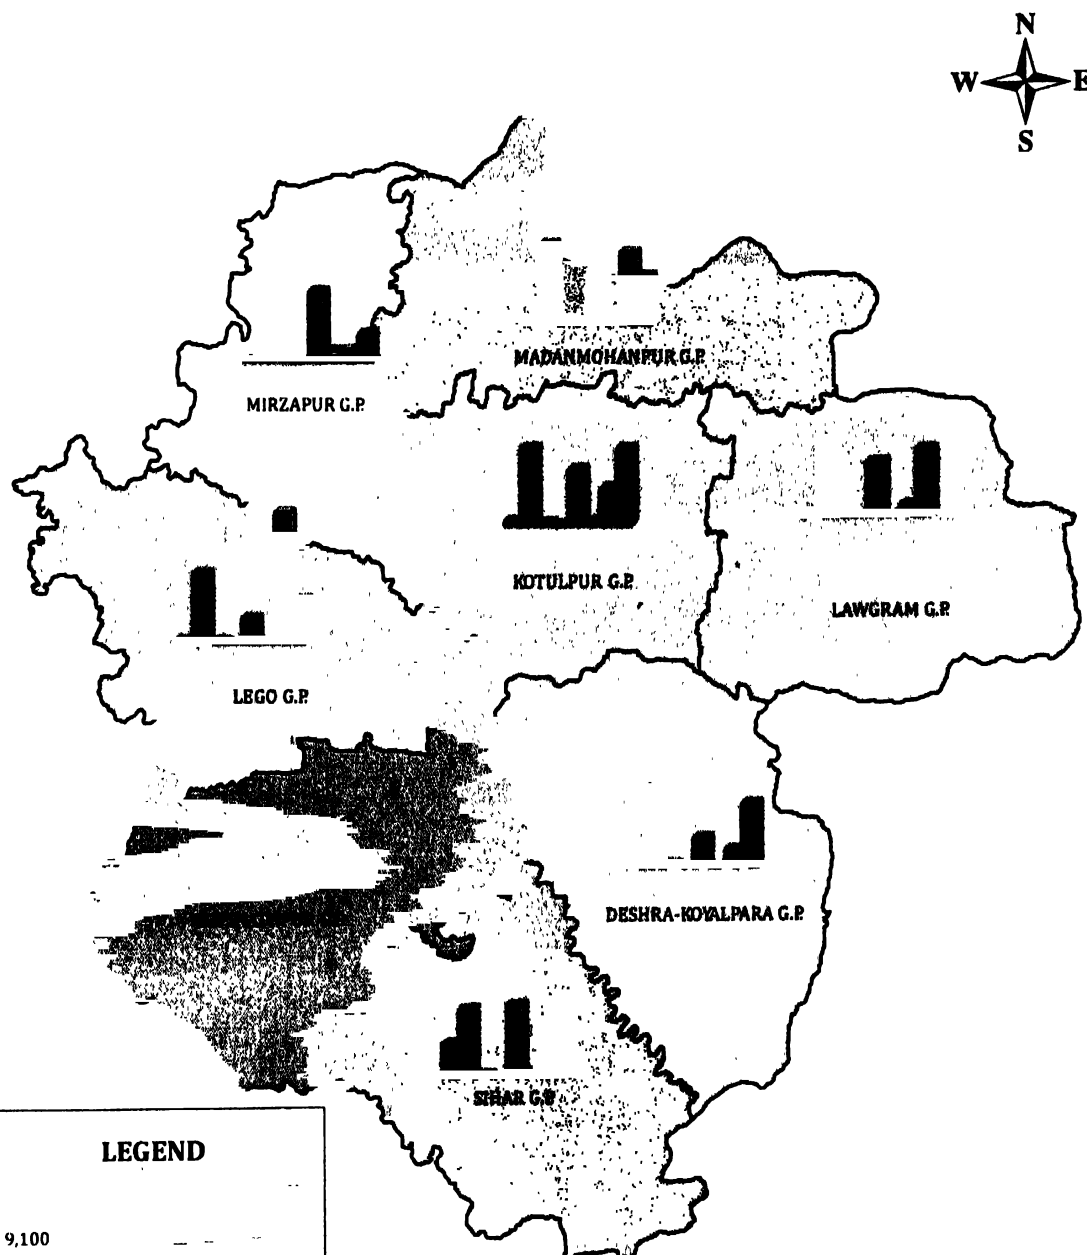 N
W E
S
MADANMOHANPUR G.P.
MIRZAPUR G.P.
KOTULPUR G.P.
LAWGRAM G.P.
LEGO G.P.
DESHRA-KOYALPARA G.P.
SIHAR G.P.
LEGEND
9,100